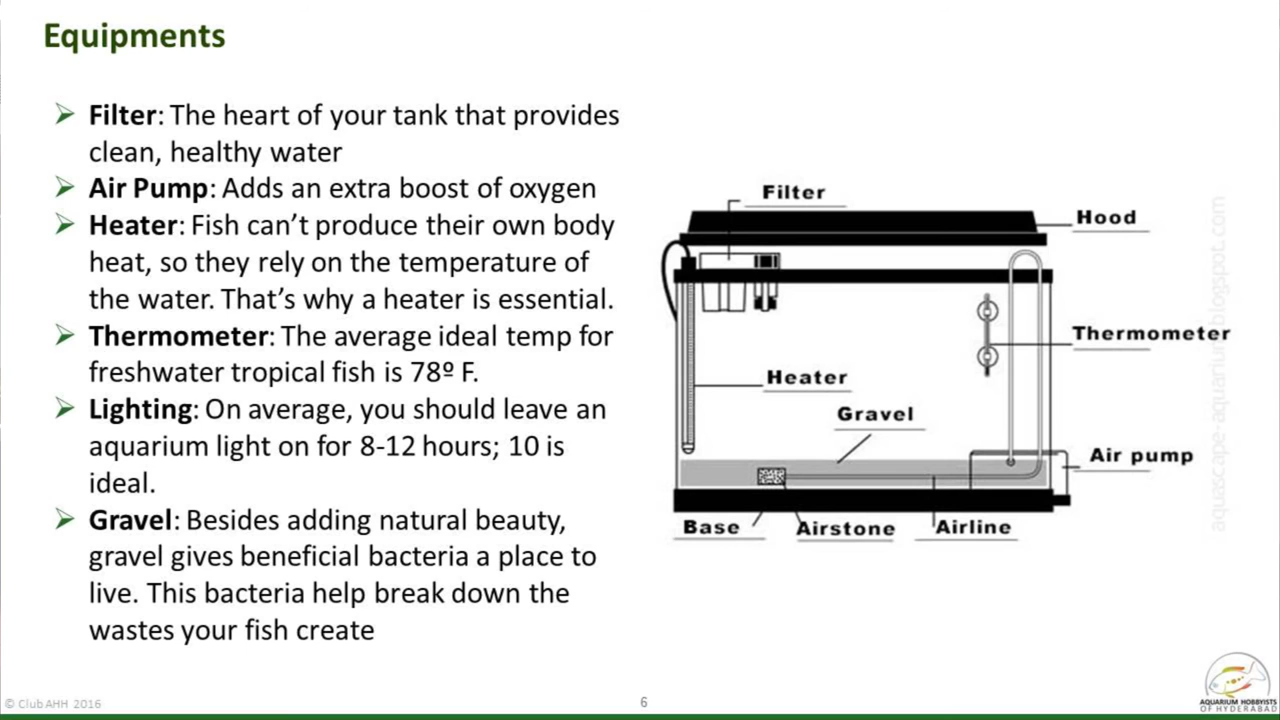 Equipments
Filter: The heart of your tank that provides
clean, healthy water
Air Pump: Adds an extra boost of oxygen
Heater: Fish can’t produce their own body
heat, so they rely on the temperature of
the water. That’s why a heater is essential.
Thermometer: The average ideal temp for
freshwater tropical fish is 78º F.
Lighting: On average, you should leave an
aquarium light on for 8-12 hours; 10 is
ideal.
Gravel: Besides adding natural beauty,
gravel gives beneficial bacteria a place to
live. This bacteria help break down the
wastes your fish create
Filter
Hood
Thermometer
Heater
Gravel
Air pump
Base
Airstone
Airline
aquascape-aquarium.blogspot.com
© Club AHH 2016
6
AQUARIUM HOBBYISTS
OF HYDERABAD